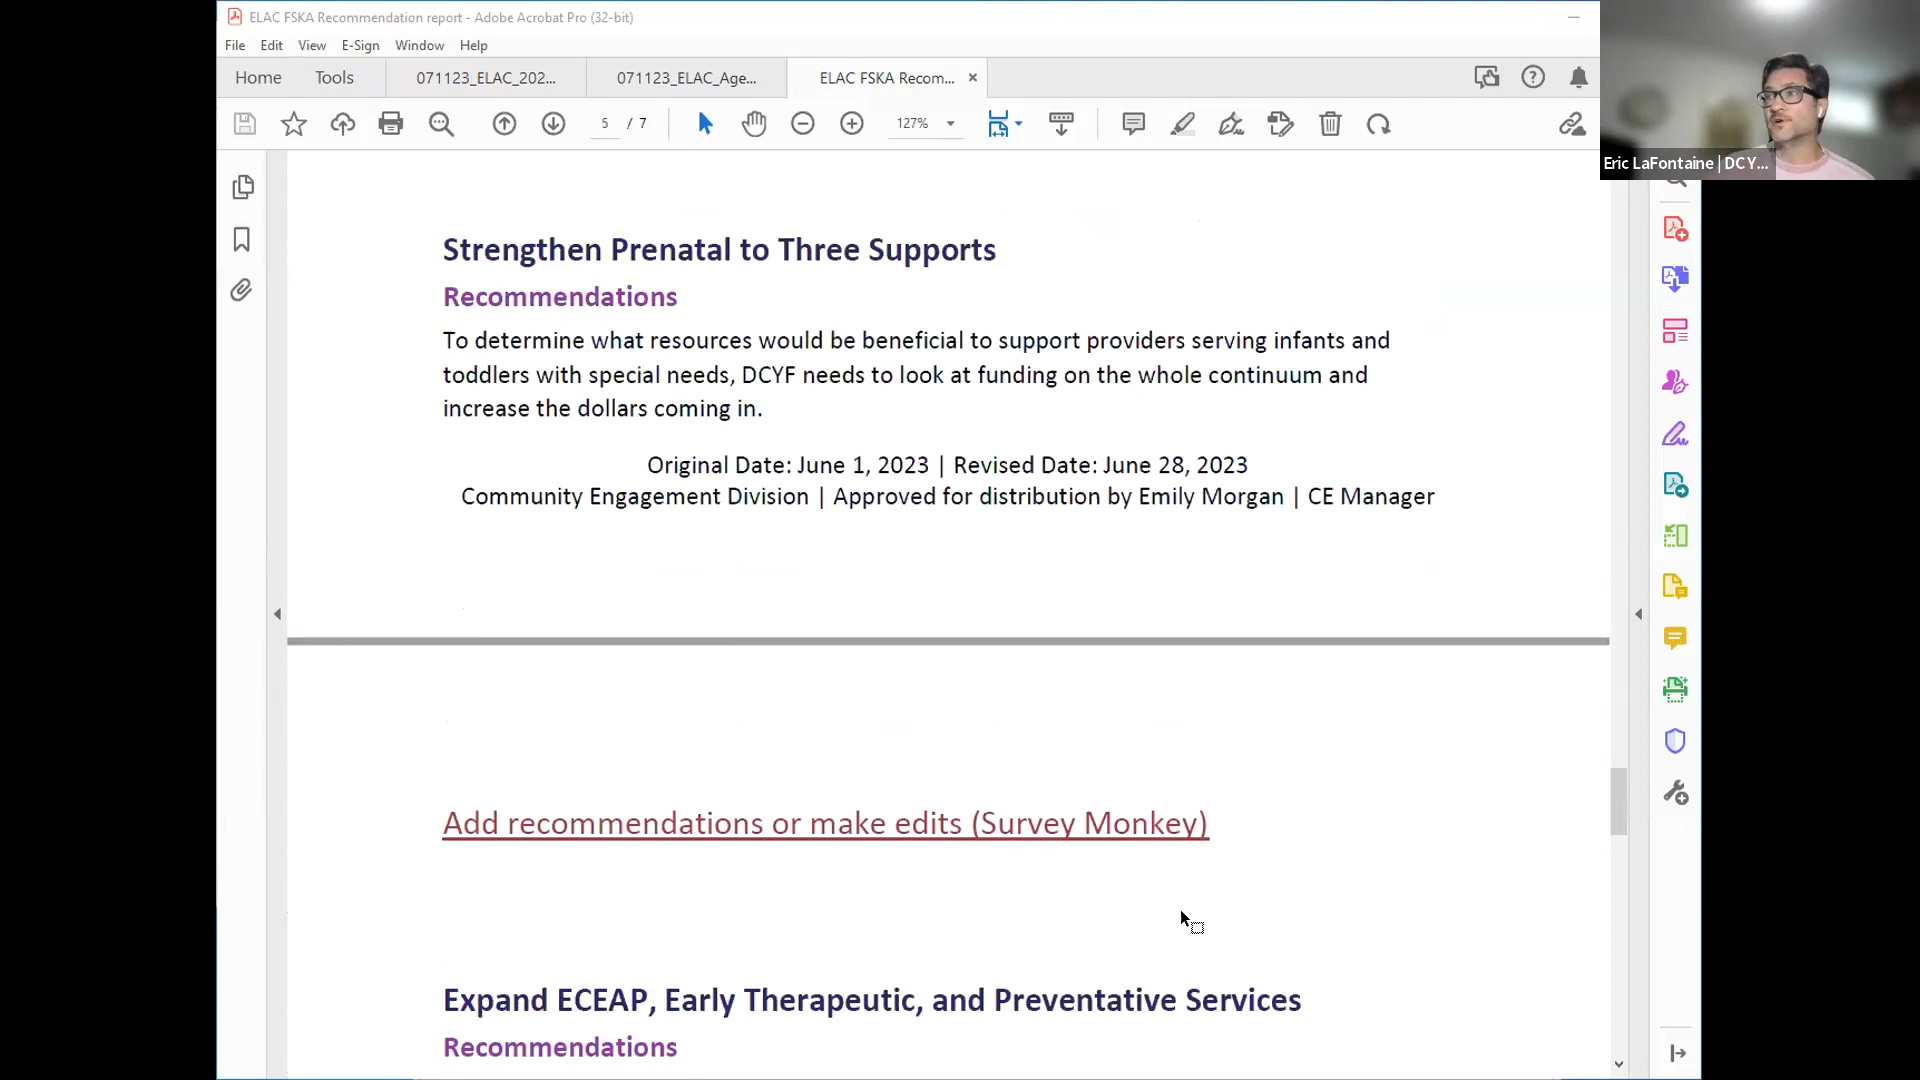 ELAC FSKA Recommendation report - Adobe Acrobat Pro (32-bit)
File Edit View E-Sign Window Help
Home Tools 071123_ELAC_202... 071123_ELAC_Age... ELAC FSKA Recom...
5 / 7 127%
Eric LaFontaine | DCY...
Strengthen Prenatal to Three Supports
Recommendations
To determine what resources would be beneficial to support providers serving infants and
toddlers with special needs, DCYF needs to look at funding on the whole continuum and
increase the dollars coming in.
Original Date: June 1, 2023 | Revised Date: June 28, 2023
Community Engagement Division | Approved for distribution by Emily Morgan | CE Manager
Add recommendations or make edits (Survey Monkey)
Expand ECEAP, Early Therapeutic, and Preventative Services
Recommendations